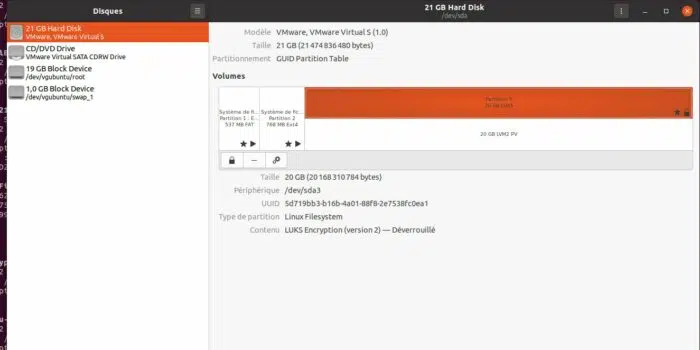 Disques
21 GB Hard Disk
/dev/sda
21 GB Hard Disk
VMware, VMware Virtual S
CD/DVD Drive
VMware Virtual SATA CDRW Drive
19 GB Block Device
/dev/vgubuntu/root
1,0 GB Block Device
/dev/vgubuntu/swap_1
Modèle VMware, VMware Virtual S (1.0)
Taille 21 GB (21 474 836 480 bytes)
Partitionnement GUID Partition Table
Volumes
Système de fi...
Partition 1 : E...
537 MB FAT
Système de fic...
Partition 2
768 MB Ext4
Partition 3
20 GB LUKS
20 GB LVM2 PV
Taille 20 GB (20 168 310 784 bytes)
Périphérique /dev/sda3
UUID 5d719bb3-b16b-4a01-88f8-2e7538fc0ea1
Type de partition Linux Filesystem
Contenu LUKS Encryption (version 2) — Déverrouillé